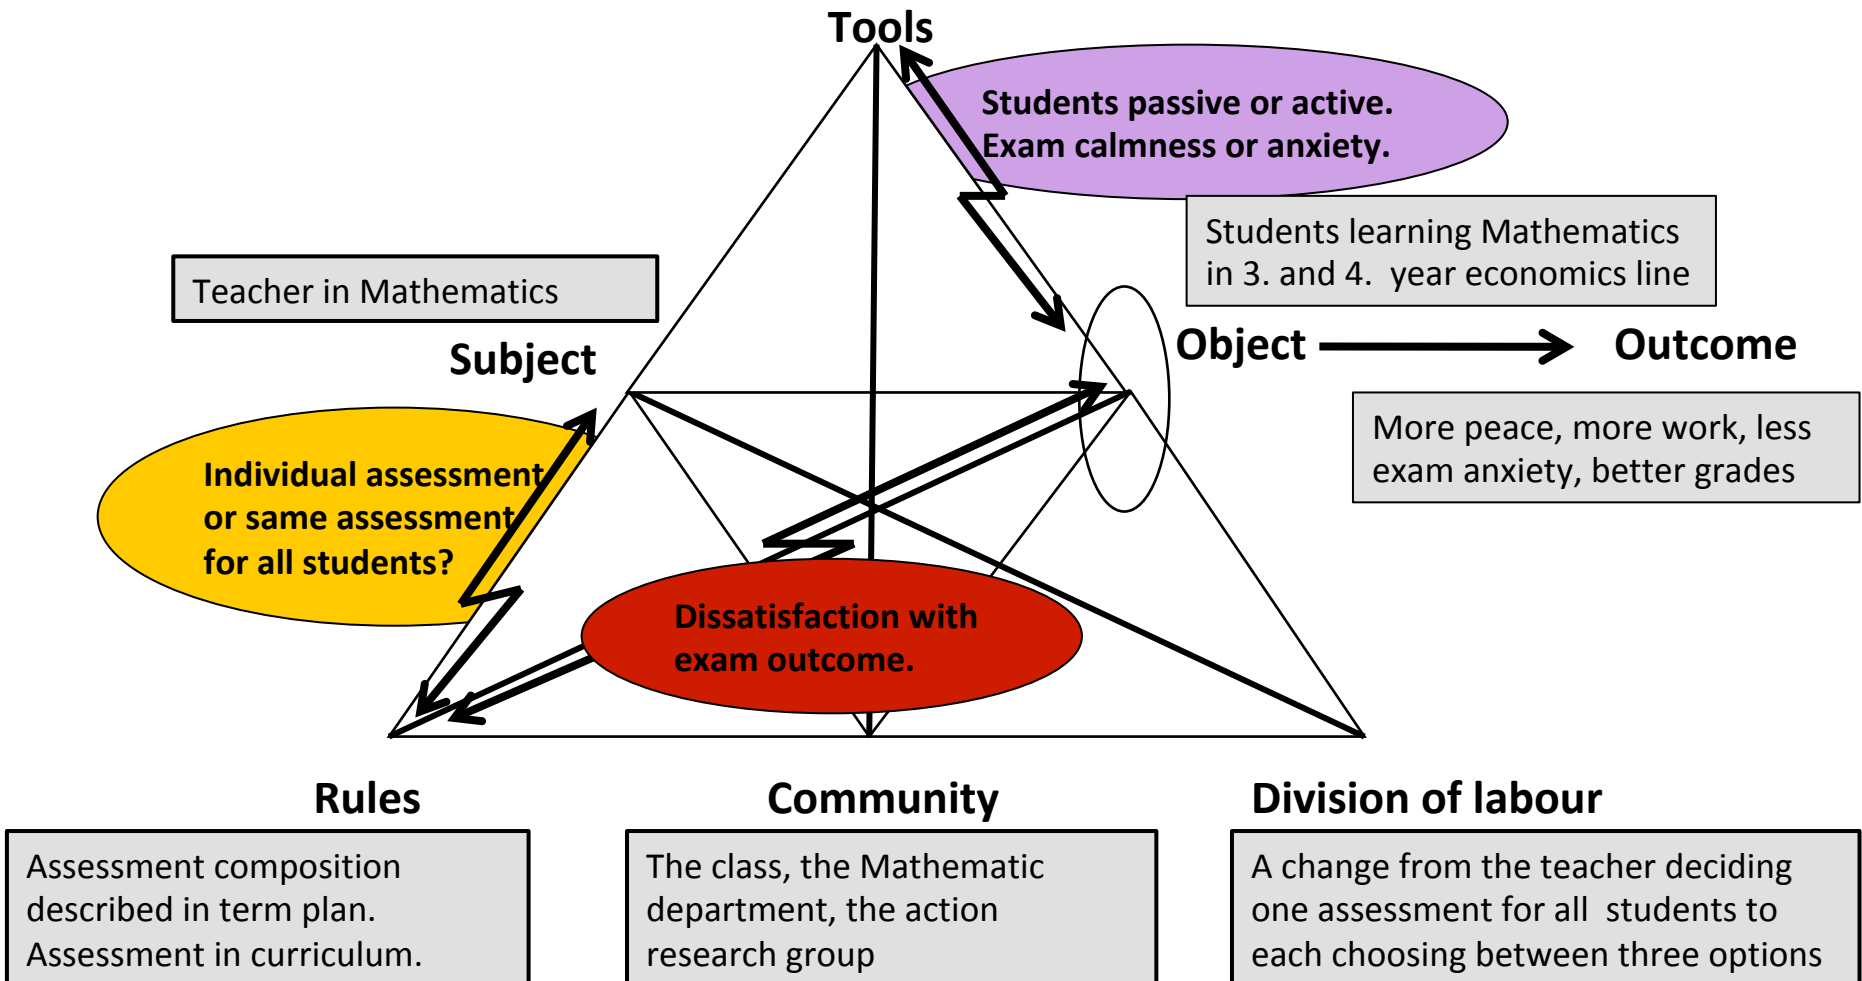 Tools
Students passive or active.
Exam calmness or anxiety.
Students learning Mathematics
in 3. and 4. year economics line
Teacher in Mathematics
Subject
Object
Outcome
More peace, more work, less
exam anxiety, better grades
Individual assessment
or same assessment
for all students?
Dissatisfaction with
exam outcome.
Rules
Community
Division of labour
Assessment composition
described in term plan.
Assessment in curriculum.
The class, the Mathematic
department, the action
research group
A change from the teacher deciding
one assessment for all students to
each choosing between three options